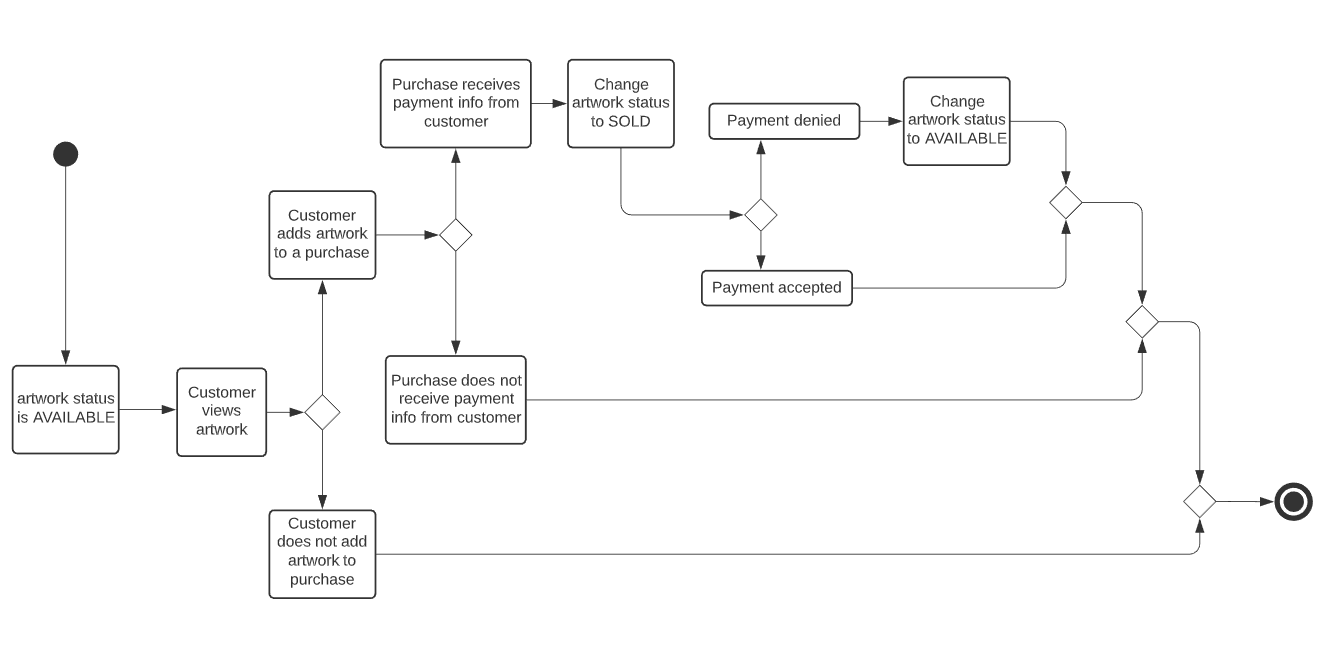 artwork status
is AVAILABLE
Customer
views
artwork
Customer
adds artwork
to a purchase
Customer
does not add
artwork to
purchase
Purchase receives
payment info from
customer
Purchase does not
receive payment
info from customer
Change
artwork status
to SOLD
Payment denied
Payment accepted
Change
artwork status
to AVAILABLE